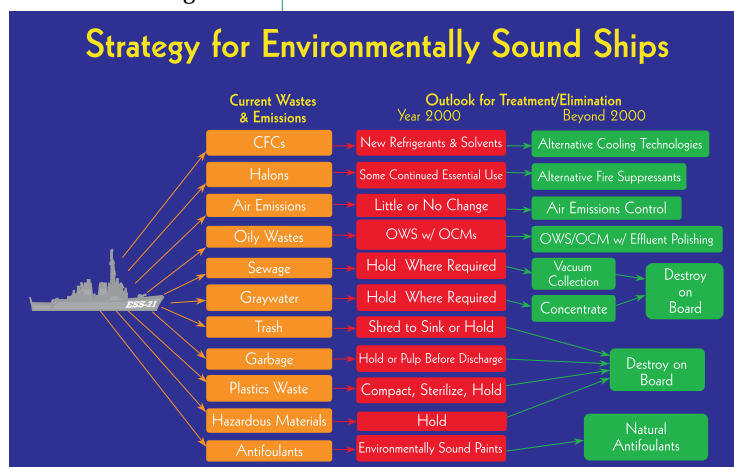 Strategy for Environmentally Sound Ships
Current Wastes
& Emissions
Outlook for Treatment/Elimination
Year 2000
Beyond 2000
CFCs
New Refrigerants & Solvents
Alternative Cooling Technologies
Halons
Some Continued Essential Use
Alternative Fire Suppressants
Air Emissions
Little or No Change
Air Emissions Control
Oily Wastes
OWS w/ OCMs
OWS/OCM w/ Effluent Polishing
Sewage
Hold Where Required
Vacuum
Collection
Destroy
on
Board
Graywater
Hold Where Required
Concentrate
ESS-21
Trash
Shred to Sink or Hold
Garbage
Hold or Pulp Before Discharge
Destroy on
Board
Plastics Waste
Compact, Sterilize, Hold
Hazardous Materials
Hold
Antifoulants
Environmentally Sound Paints
Natural
Antifoulants